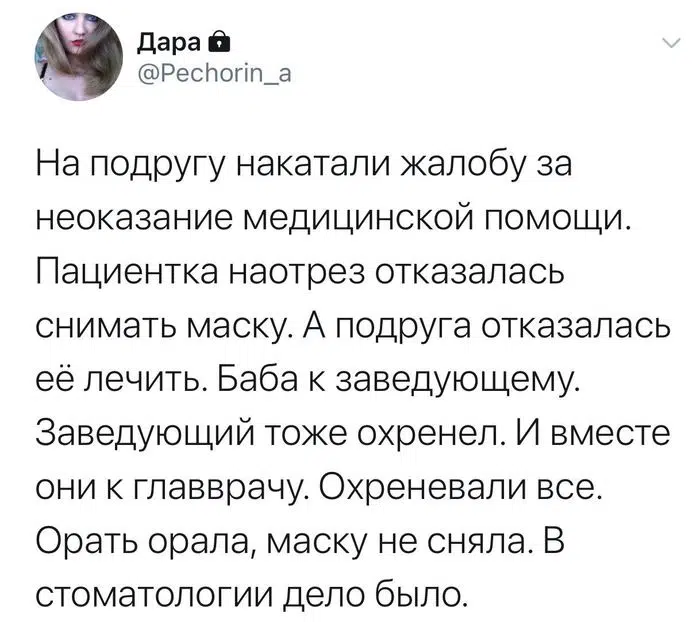 Дара
@Pechorin_a
На подругу накатали жалобу за
неоказание медицинской помощи.
Пациентка наотрез отказалась
снимать маску. А подруга отказалась
её лечить. Баба к заведующему.
Заведующий тоже охренел. И вместе
они к главврачу. Охреневали все.
Орать орала, маску не сняла. В
стоматологии дело было.